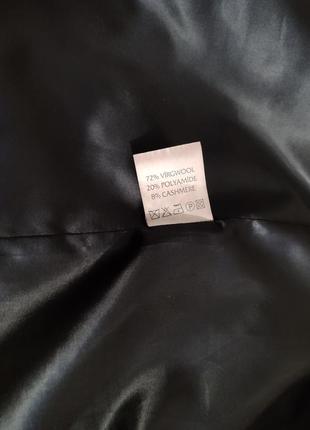 72% VIRGWOOL
20% POLYAMIDE
8% CASHMERE